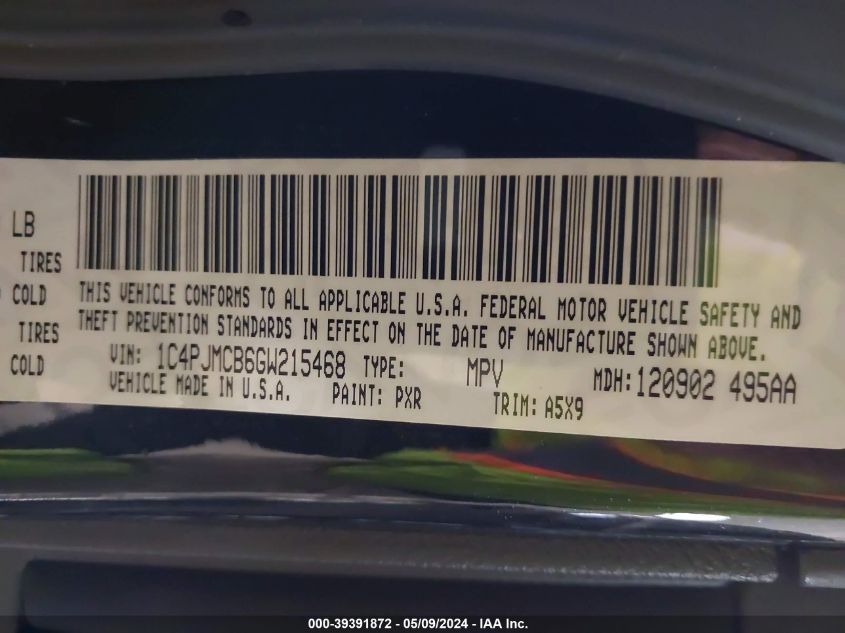 LB
TIRES
COLD
TIRES
COLD
THIS VEHICLE CONFORMS TO ALL APPLICABLE U.S.A. FEDERAL MOTOR VEHICLE SAFETY AND
THEFT PREVENTION STANDARDS IN EFFECT ON THE DATE OF MANUFACTURE SHOWN ABOVE.
VIN: 1C4PJMCB6GW215468 TYPE: MPV MDH:120902 495AA
VEHICLE MADE IN U.S.A. PAINT: PXR TRIM: A5X9
000-39391872 - 05/09/2024 - IAA Inc.